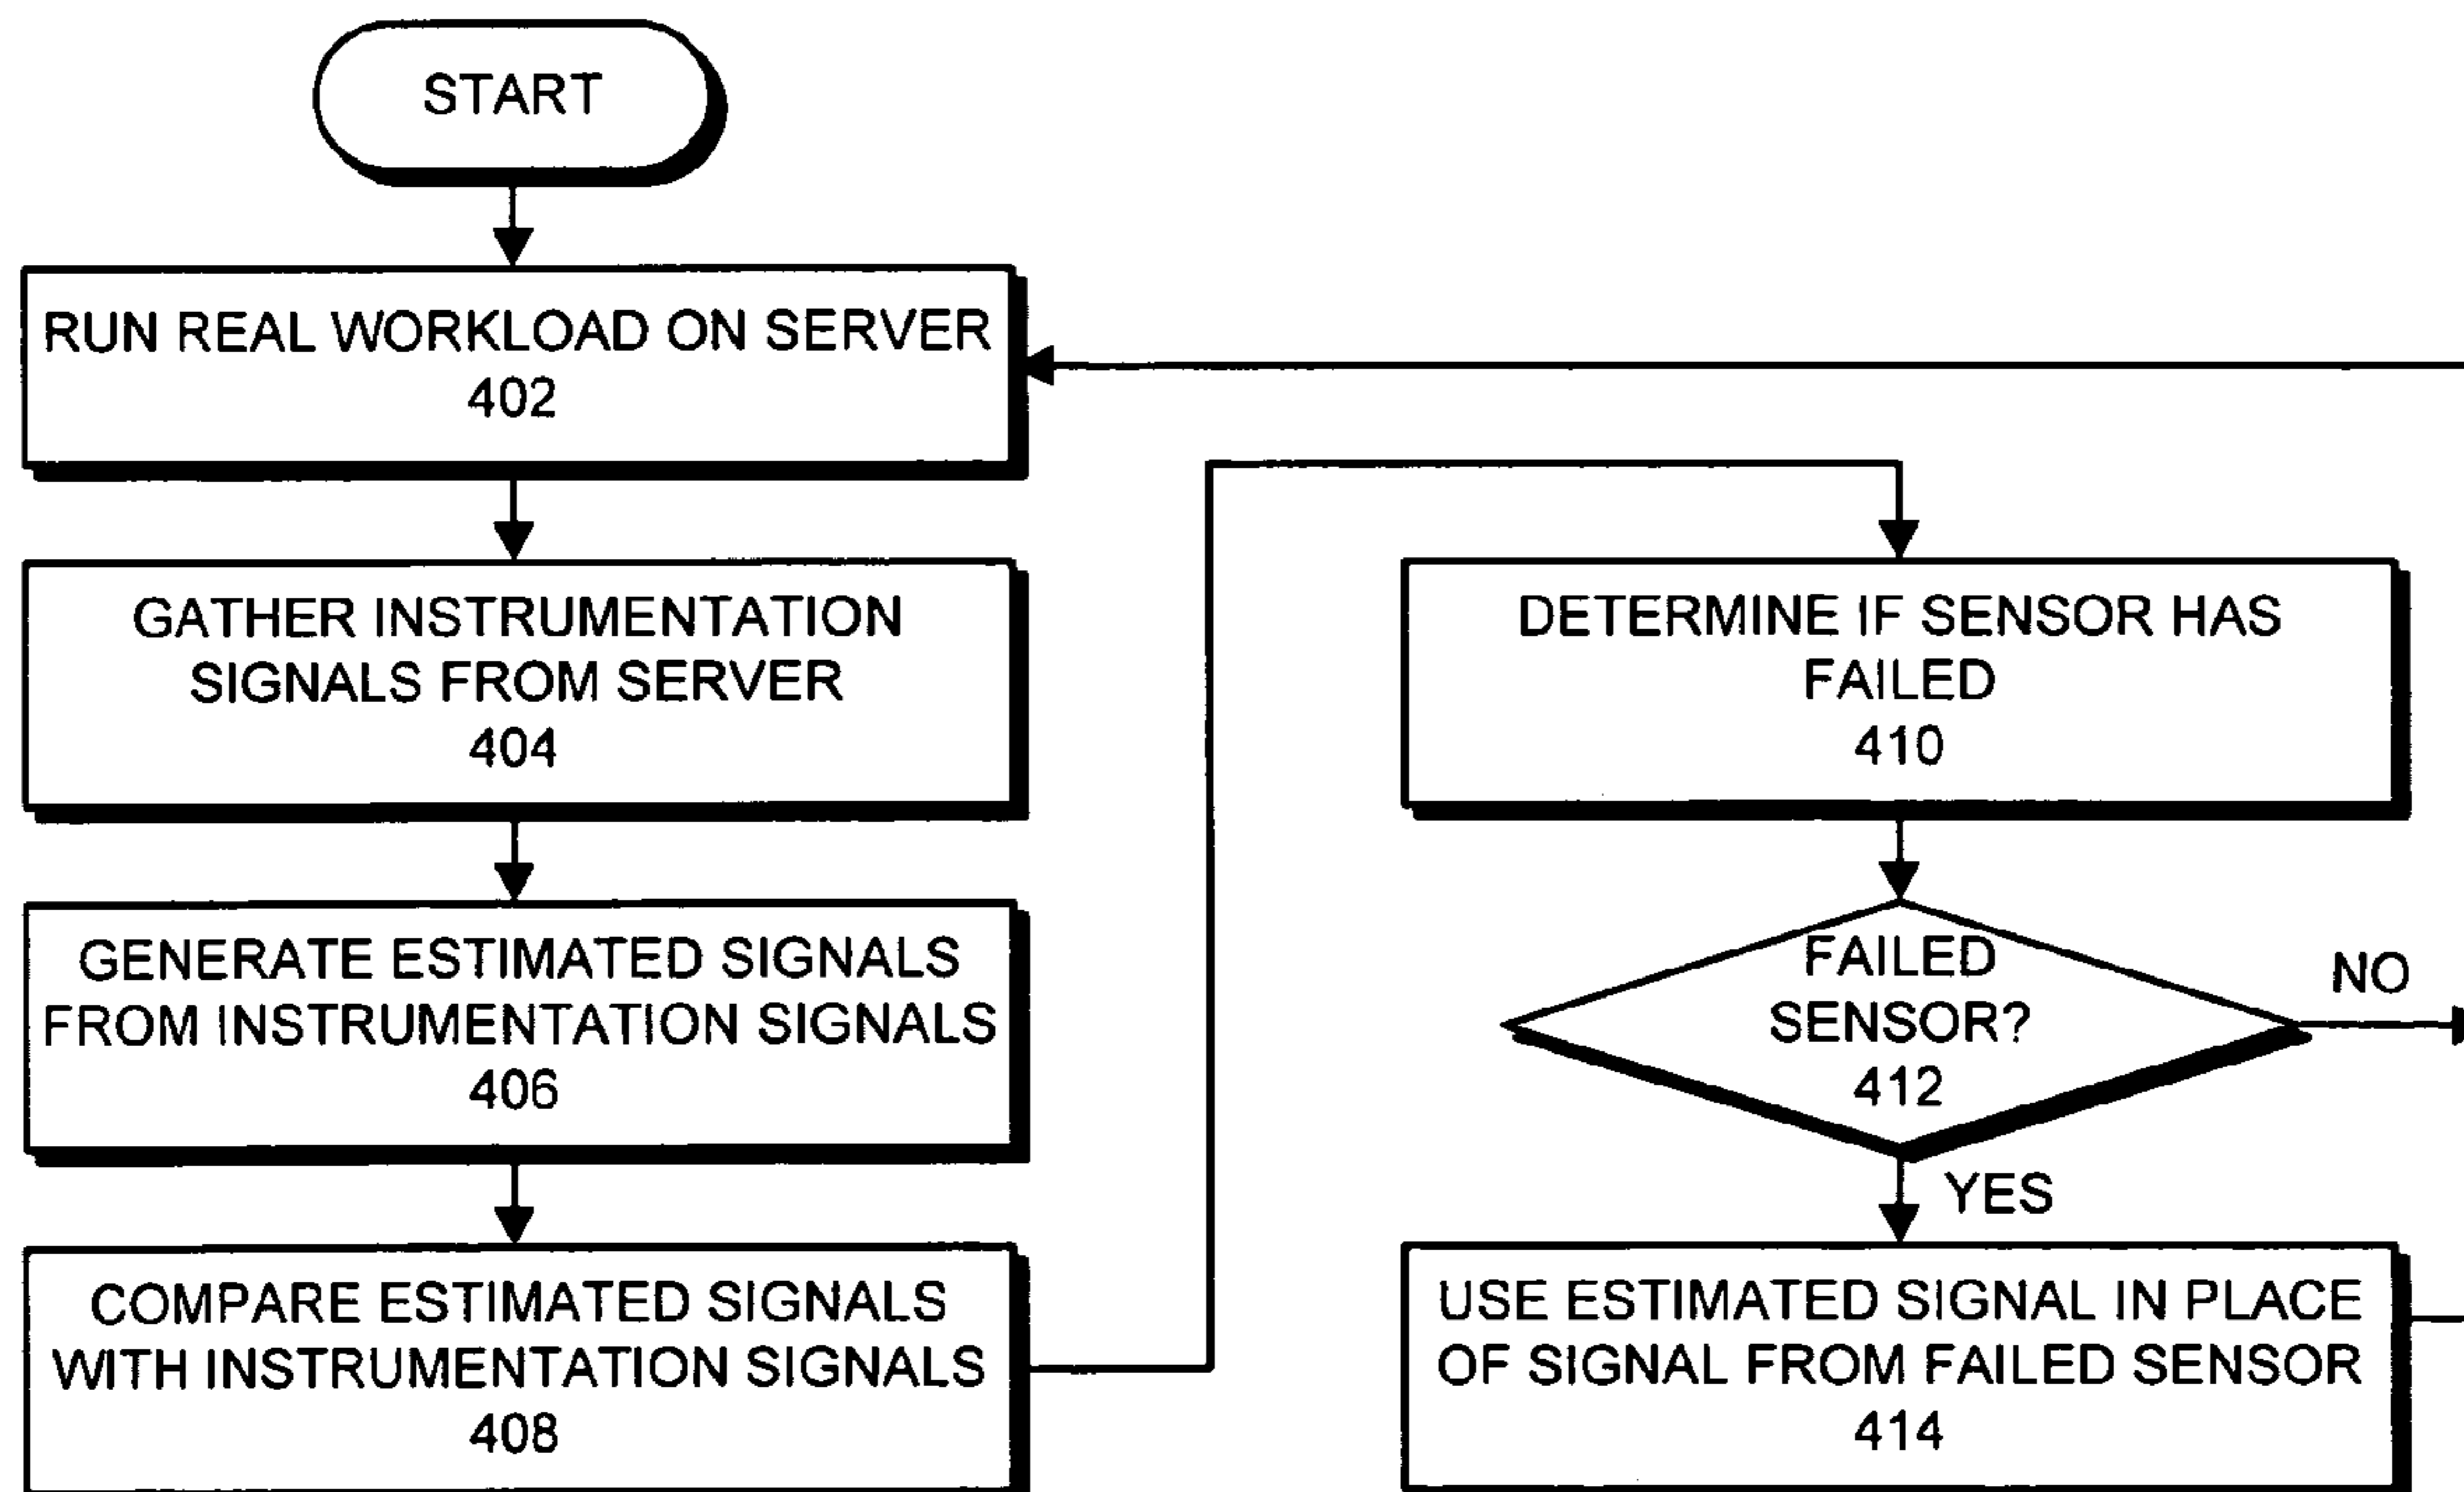 START
RUN REAL WORKLOAD ON SERVER
402
GATHER INSTRUMENTATION
SIGNALS FROM SERVER
404
GENERATE ESTIMATED SIGNALS
FROM INSTRUMENTATION SIGNALS
406
COMPARE ESTIMATED SIGNALS
WITH INSTRUMENTATION SIGNALS
408
DETERMINE IF SENSOR HAS
FAILED
410
FAILED
SENSOR?
412
NO
YES
USE ESTIMATED SIGNAL IN PLACE
OF SIGNAL FROM FAILED SENSOR
414